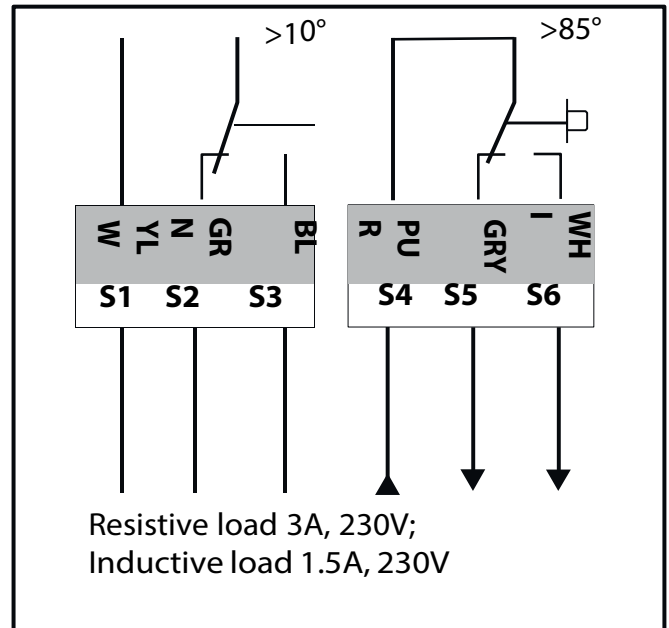 >10°
>85°
W
YL
N
GR
BL
R
PU
GRY
I
WH
S1 S2 S3
S4 S5 S6
Resistive load 3A, 230V;
Inductive load 1.5A, 230V